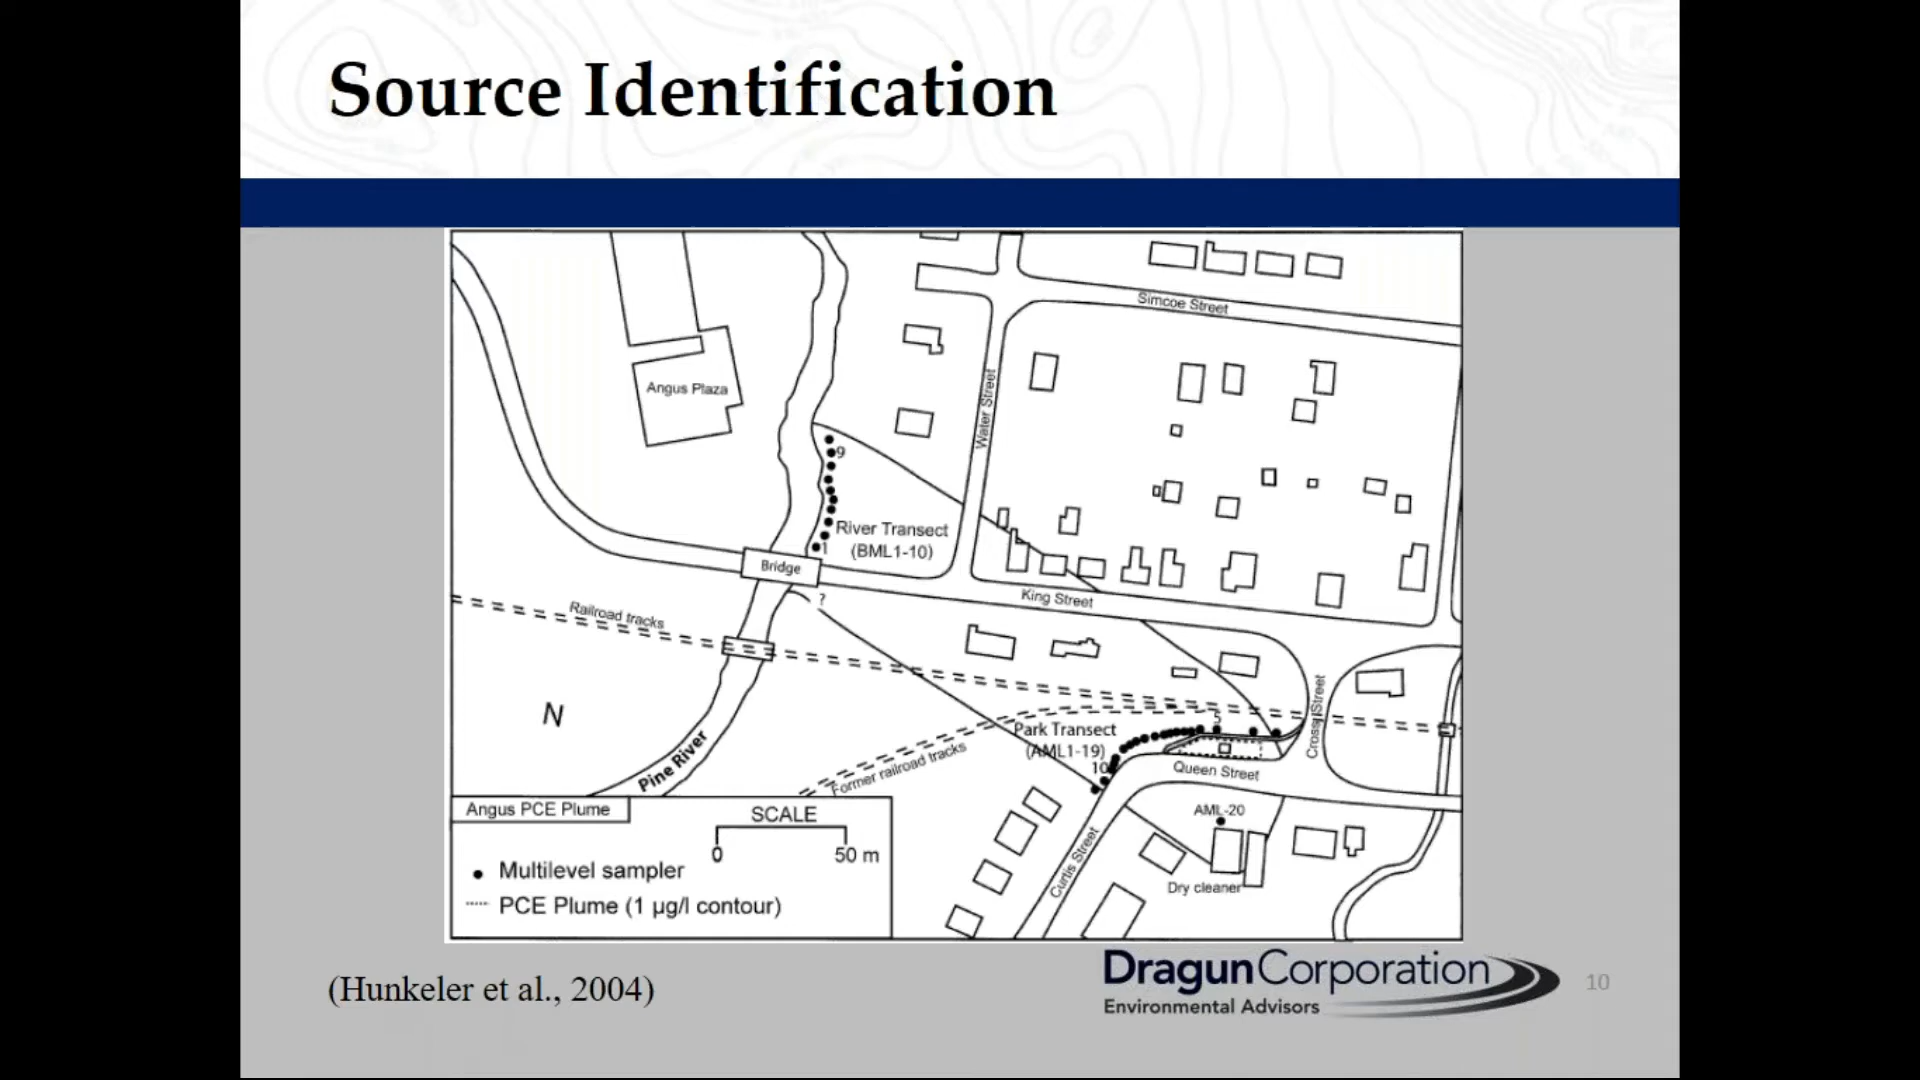 Source Identification
Simcoe Street
Angus Plaza
Water Street
9
River Transect
(BML1-10)
1
Bridge
?
King Street
Railroad tracks
N
Pine River
Cross Street
5
Park Transect
(AML1-19)
10
Former railroad tracks
Queen Street
AML-20
Curtis Street
Dry cleaner
Angus PCE Plume
SCALE
0 50 m
Multilevel sampler
PCE Plume (1 µg/l contour)
(Hunkeler et al., 2004)
DragunCorporation
Environmental Advisors
10